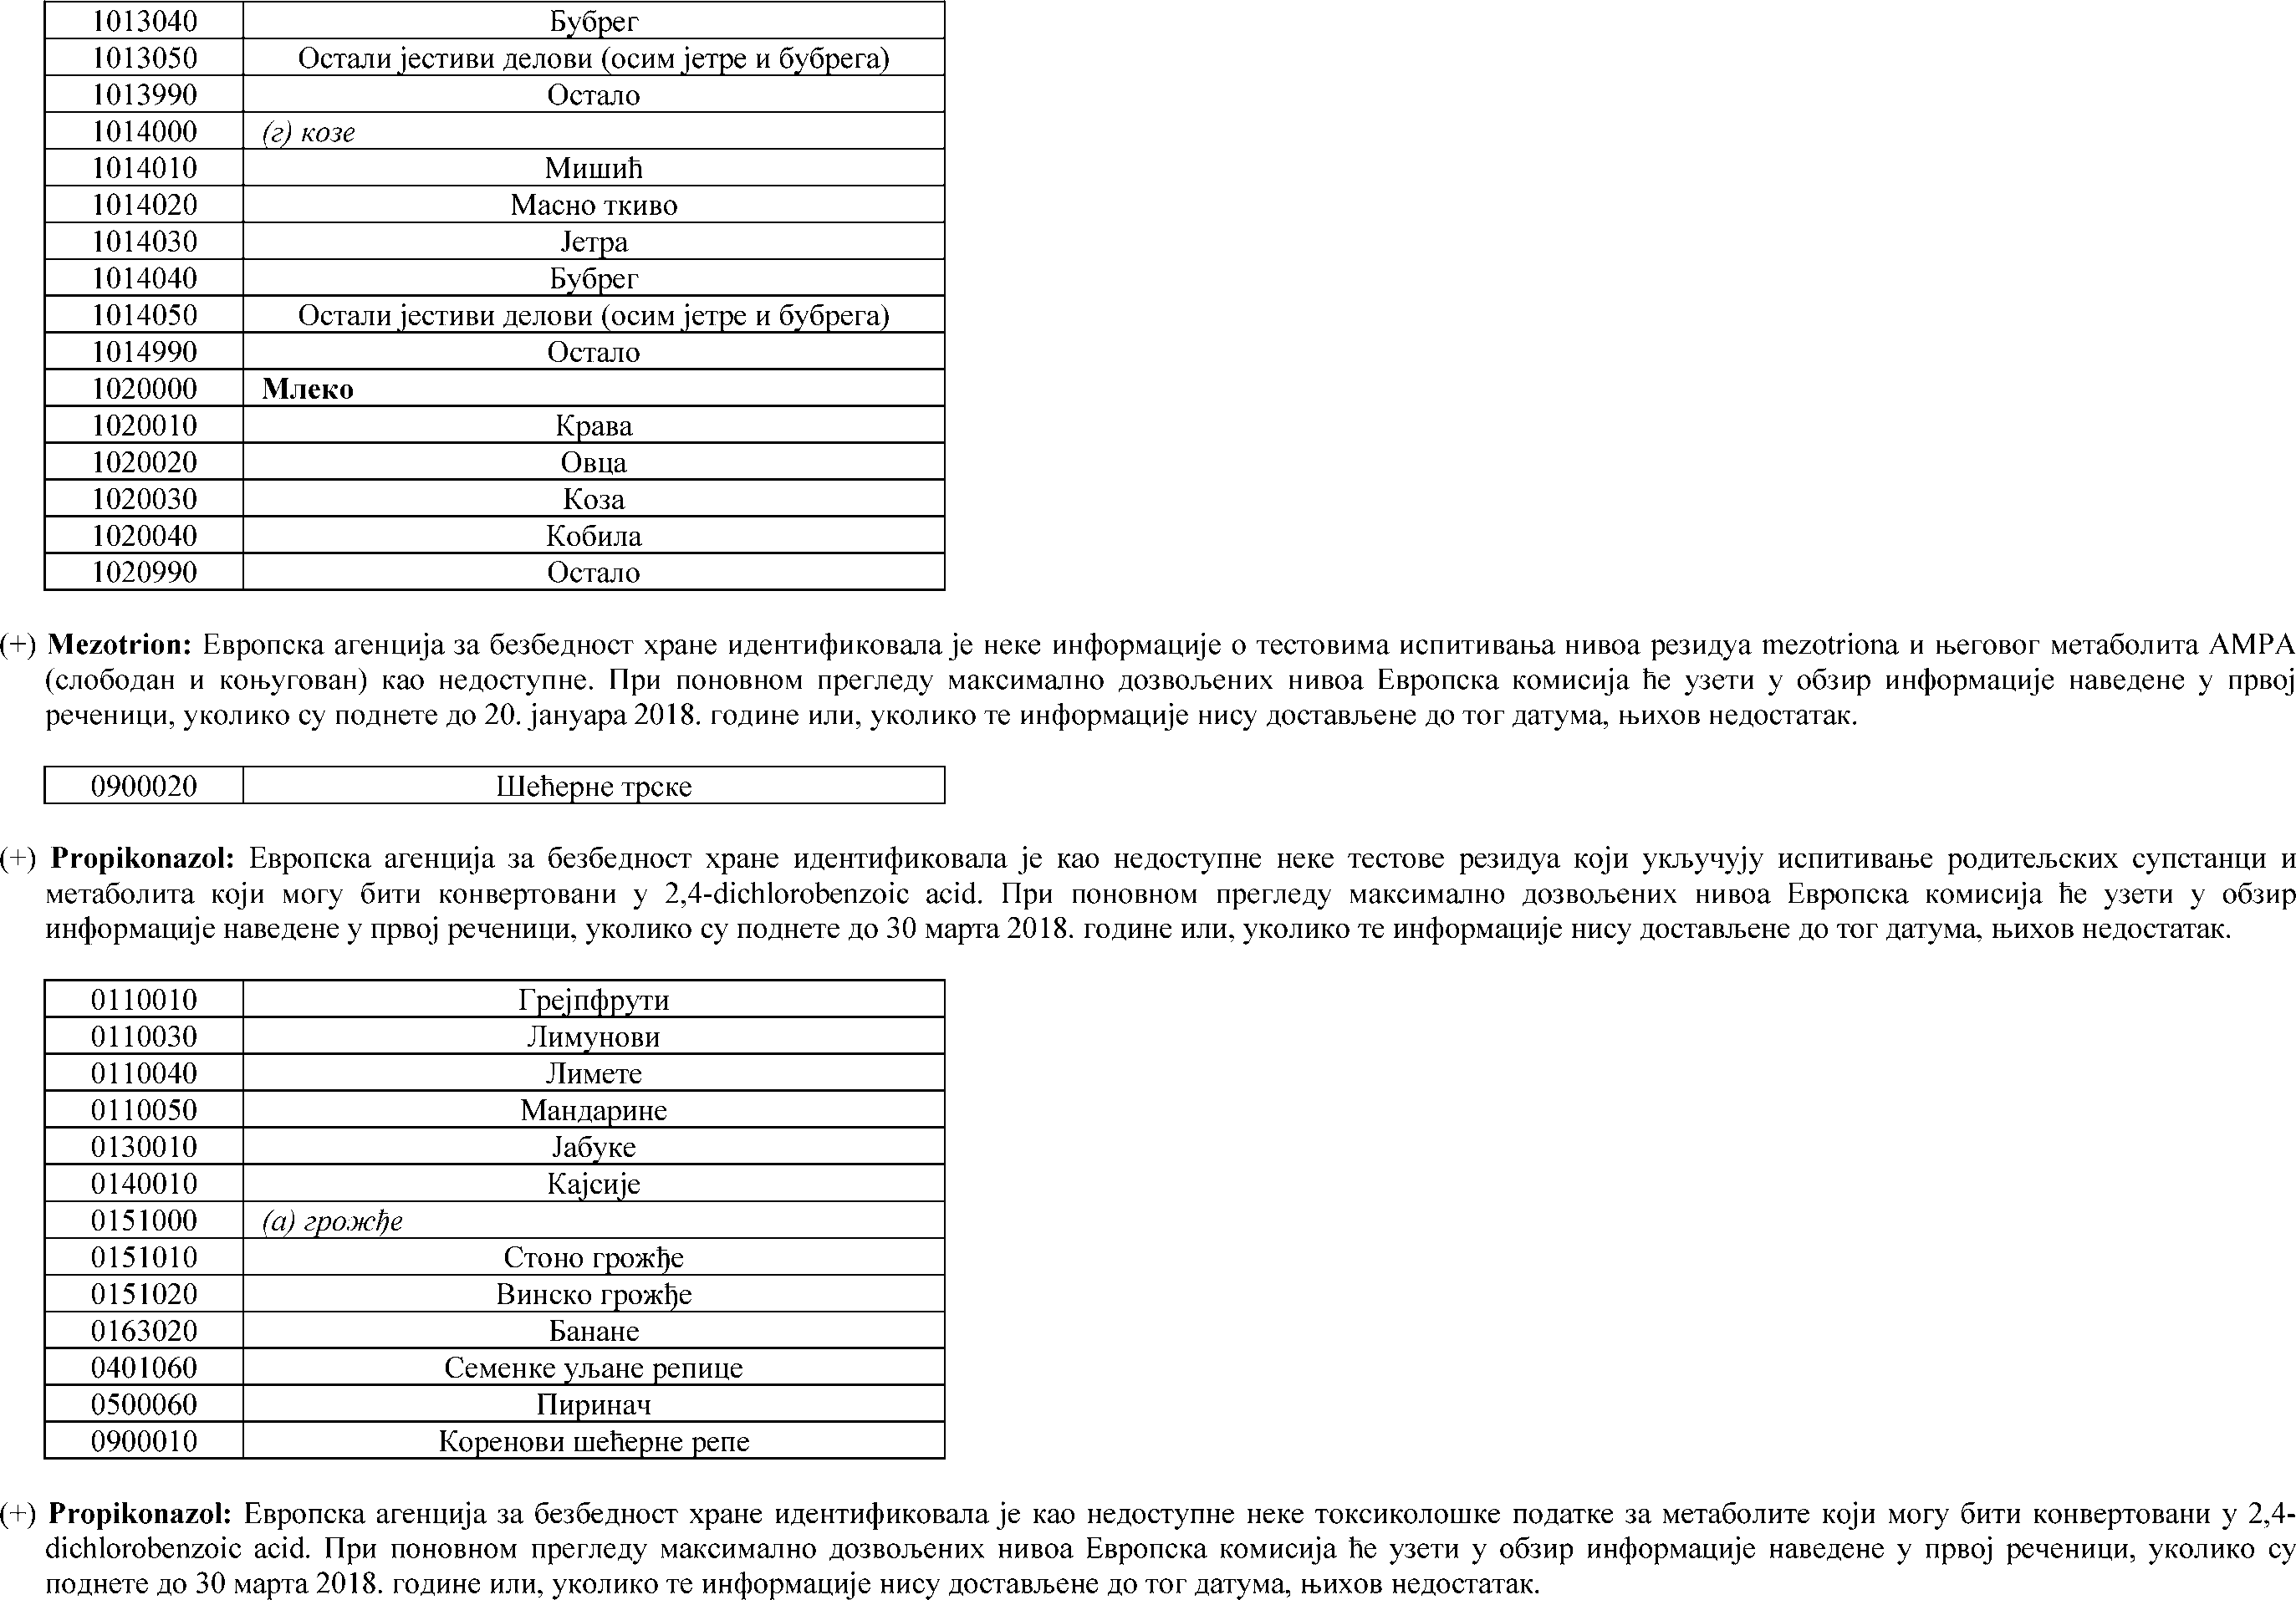 1013040 Бубрег
1013050 Остали јестиви делови (осим јетре и бубрега)
1013990 Остало
1014000 (г) козе
1014010 Мишић
1014020 Масно ткиво
1014030 Јетра
1014040 Бубрег
1014050 Остали јестиви делови (осим јетре и бубрега)
1014990 Остало
1020000 Млеко
1020010 Крава
1020020 Овца
1020030 Коза
1020040 Кобила
1020990 Остало
(+) Mezotrion: Европска агенција за безбедност хране идентификовала је неке информације о тестовима испитивања нивоа резидуа mezotriona и његовог метаболита AMPA
(слободан и коњугован) као недоступне. При поновном прегледу максимално дозвољених нивоа Европска комисија ће узети у обзир информације наведене у првој
реченици, уколико су поднете до 20. јануара 2018. године или, уколико те информације нису достављене до тог датума, њихов недостатак.
0900020 Шећерне трске
(+) Propikonazol: Европска агенција за безбедност хране идентификовала је као недоступне неке тестове резидуа који укључују испитивање родитељских супстанци и
метаболита који могу бити конвертовани у 2,4-dichlorobenzoic acid. При поновном прегледу максимално дозвољених нивоа Европска комисија ће узети у обзир
информације наведене у првој реченици, уколико су поднете до 30 марта 2018. године или, уколико те информације нису достављене до тог датума, њихов недостатак.
0110010 Грејпфрути
0110030 Лимунови
0110040 Лимете
0110050 Мандарине
0130010 Јабуке
0140010 Кајсије
0151000 (а) грожђе
0151010 Стоно грожђе
0151020 Винско грожђе
0163020 Банане
0401060 Семенке уљане репице
0500060 Пиринач
0900010 Коренови шећерне репе
(+) Propikonazol: Европска агенција за безбедност хране идентификовала је као недоступне неке токсиколошке податке за метаболите који могу бити конвертовани у 2,4-
dichlorobenzoic acid. При поновном прегледу максимално дозвољених нивоа Европска комисија ће узети у обзир информације наведене у првој реченици, уколико су
поднете до 30 марта 2018. године или, уколико те информације нису достављене до тог датума, њихов недостатак.